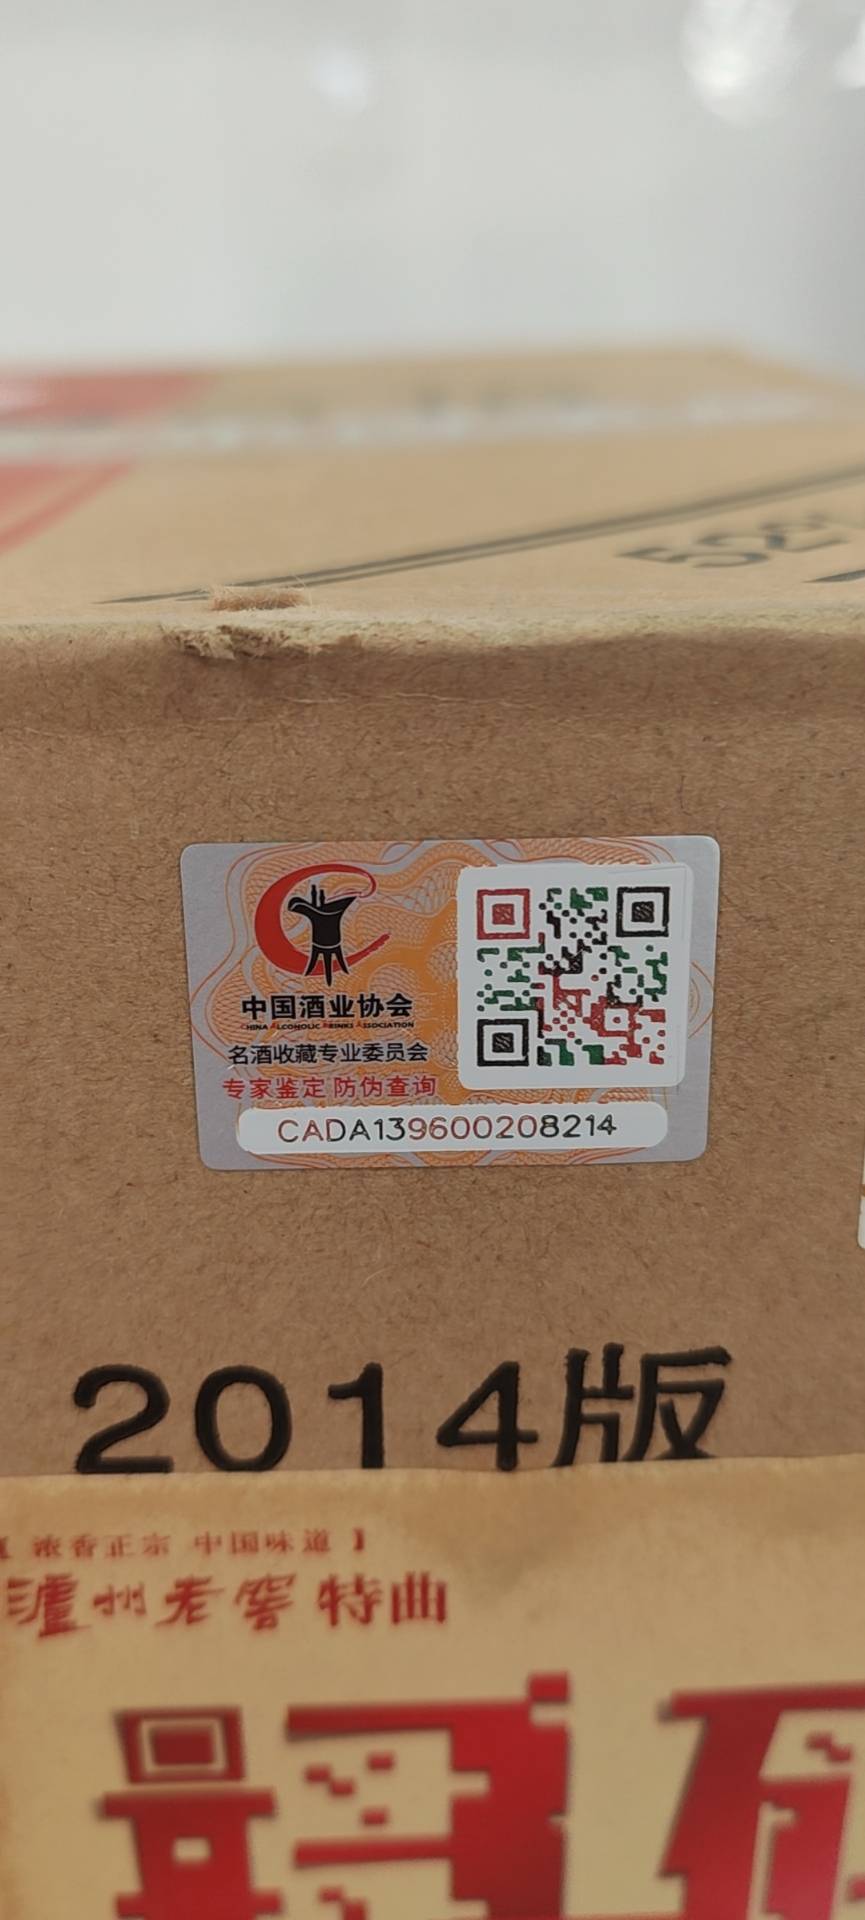 52
中国酒业协会
CHINA ALCOHOLIC DRINKS ASSOCIATION
名酒收藏专业委员会
专家鉴定 防伪查询
CADA139600208214
2014版
【 浓香正宗 中国味道 】
泸州老窖 特曲